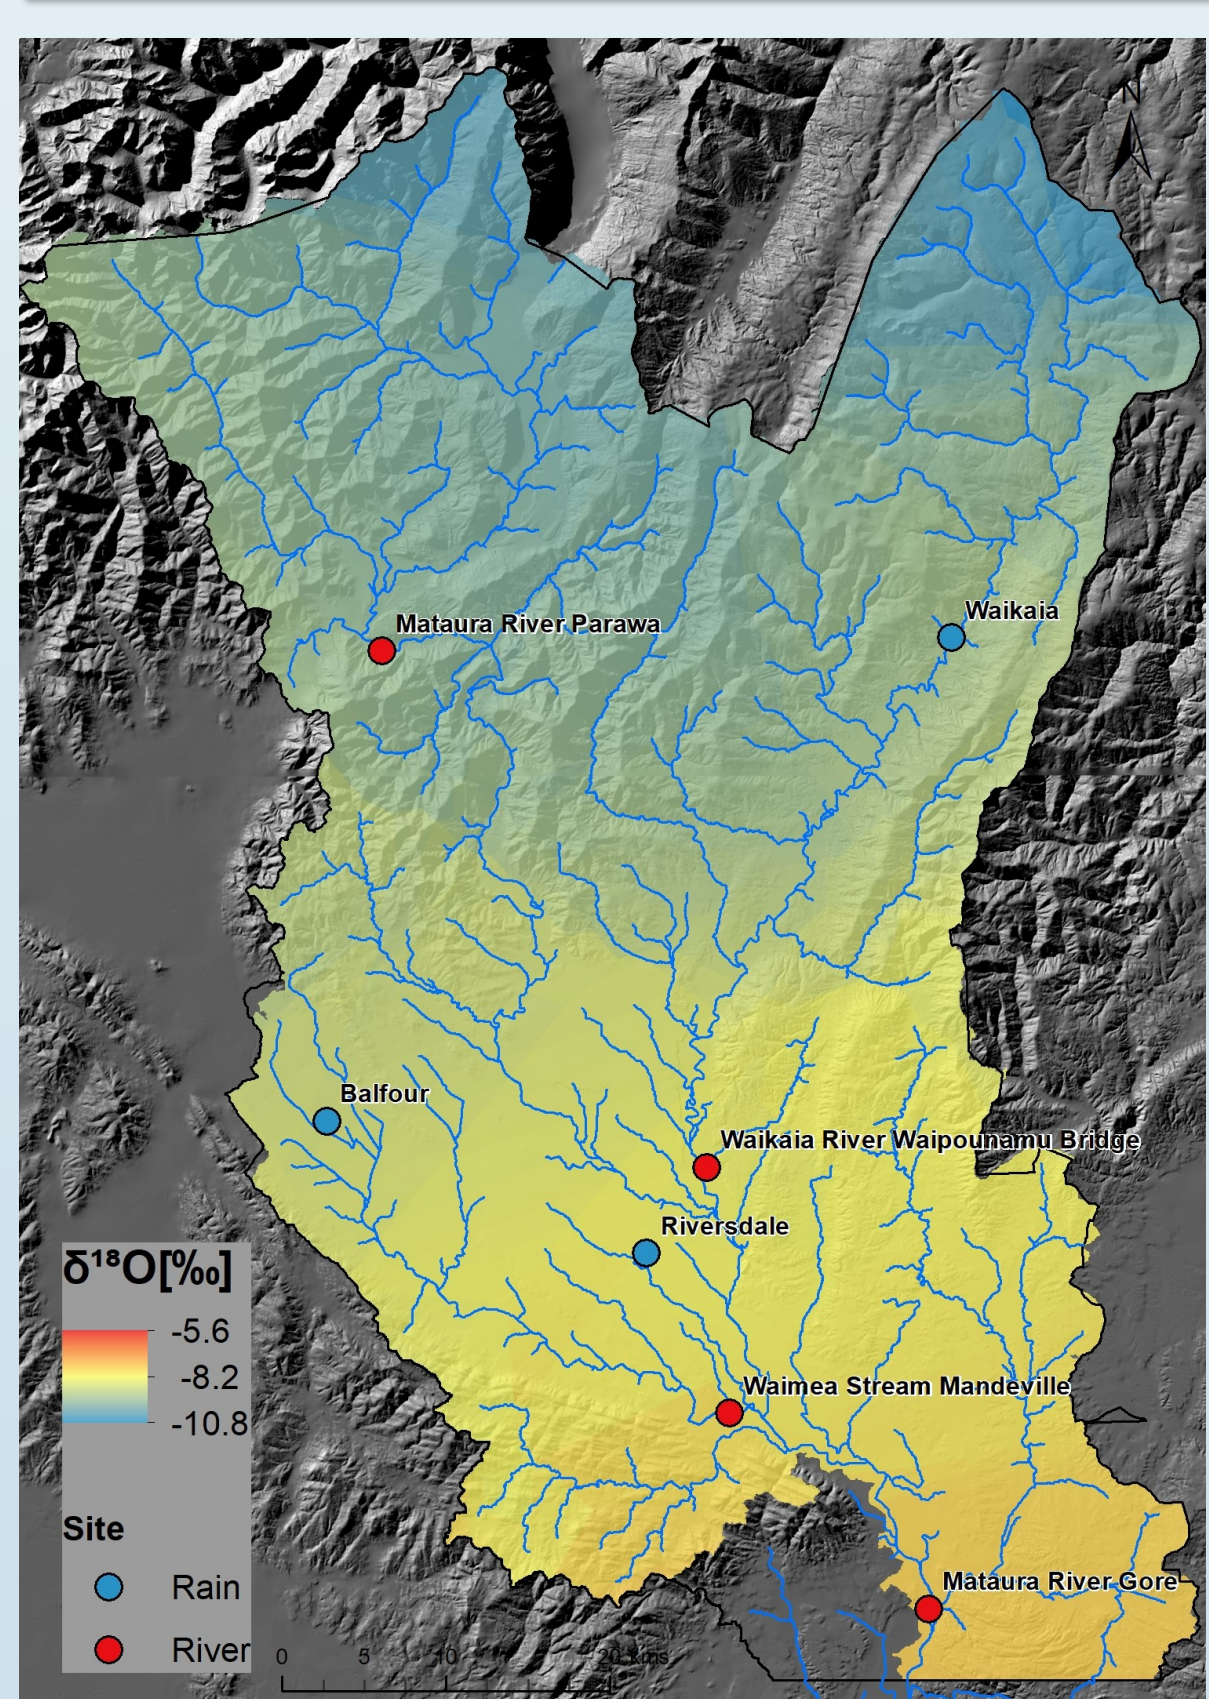 N
Mataura River Parawa
Waikaia
Balfour
Waikaia River Waipounamu Bridge
Riversdale
δ¹⁸O[‰]
-5.6
-8.2
-10.8
Waimea Stream Mandeville
Site
Rain
River
Mataura River Gore
0 5 10 20 kms